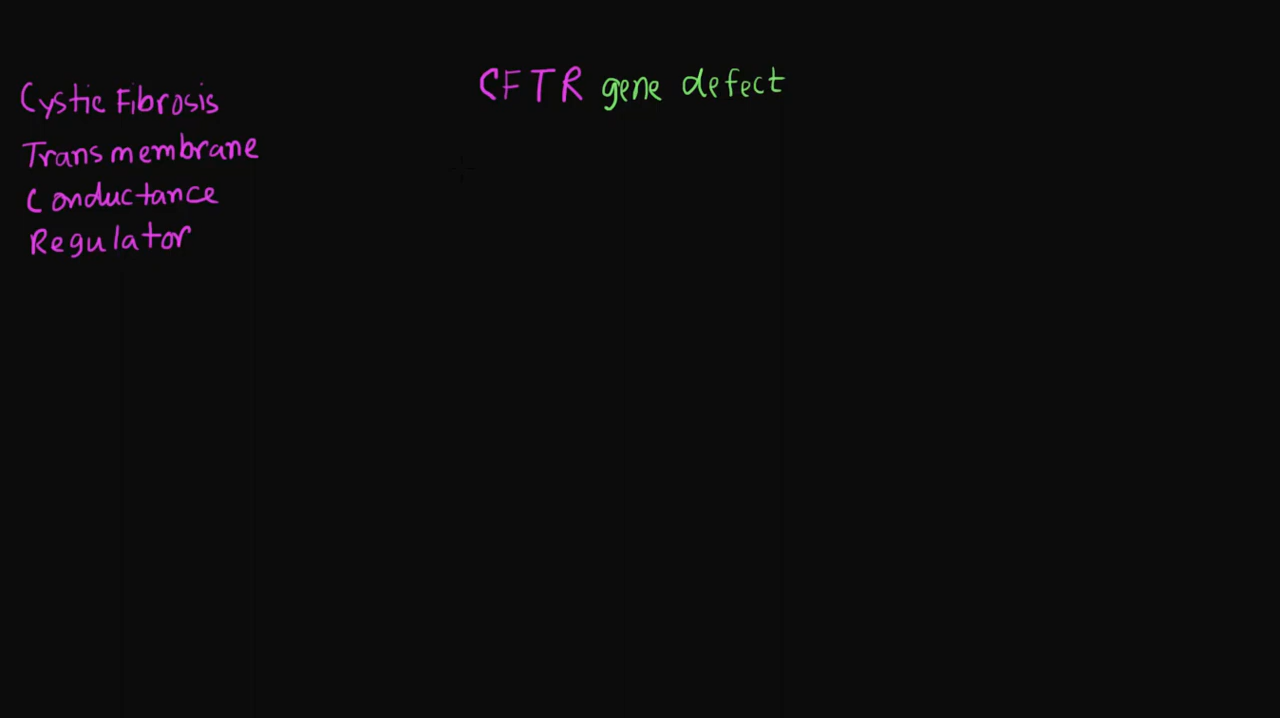 CFTR gene defect
Cystic Fibrosis
Transmembrane
Conductance
Regulator